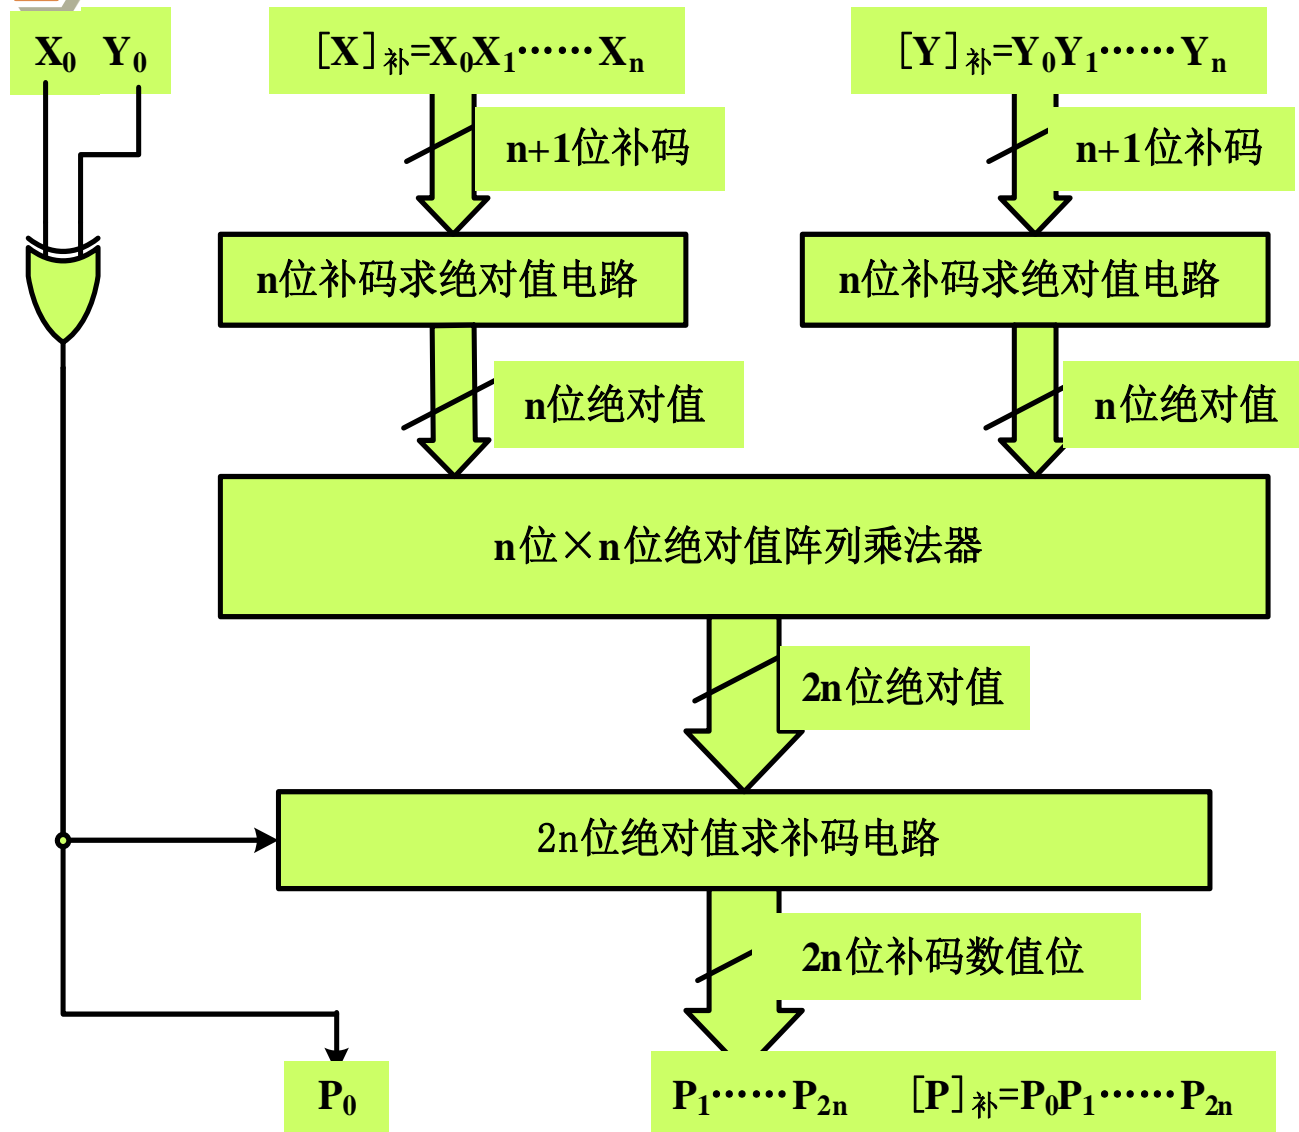 X₀ Y₀ [X]补=X₀X₁……Xₙ [Y]补=Y₀Y₁……Yₙ
n+1位补码 n+1位补码
n位补码求绝对值电路 n位补码求绝对值电路
n位绝对值 n位绝对值
n位×n位绝对值阵列乘法器
2n位绝对值
2n位绝对值求补码电路
2n位补码数值位
P₀ P₁……P₂ₙ [P]补=P₀P₁……P₂ₙ